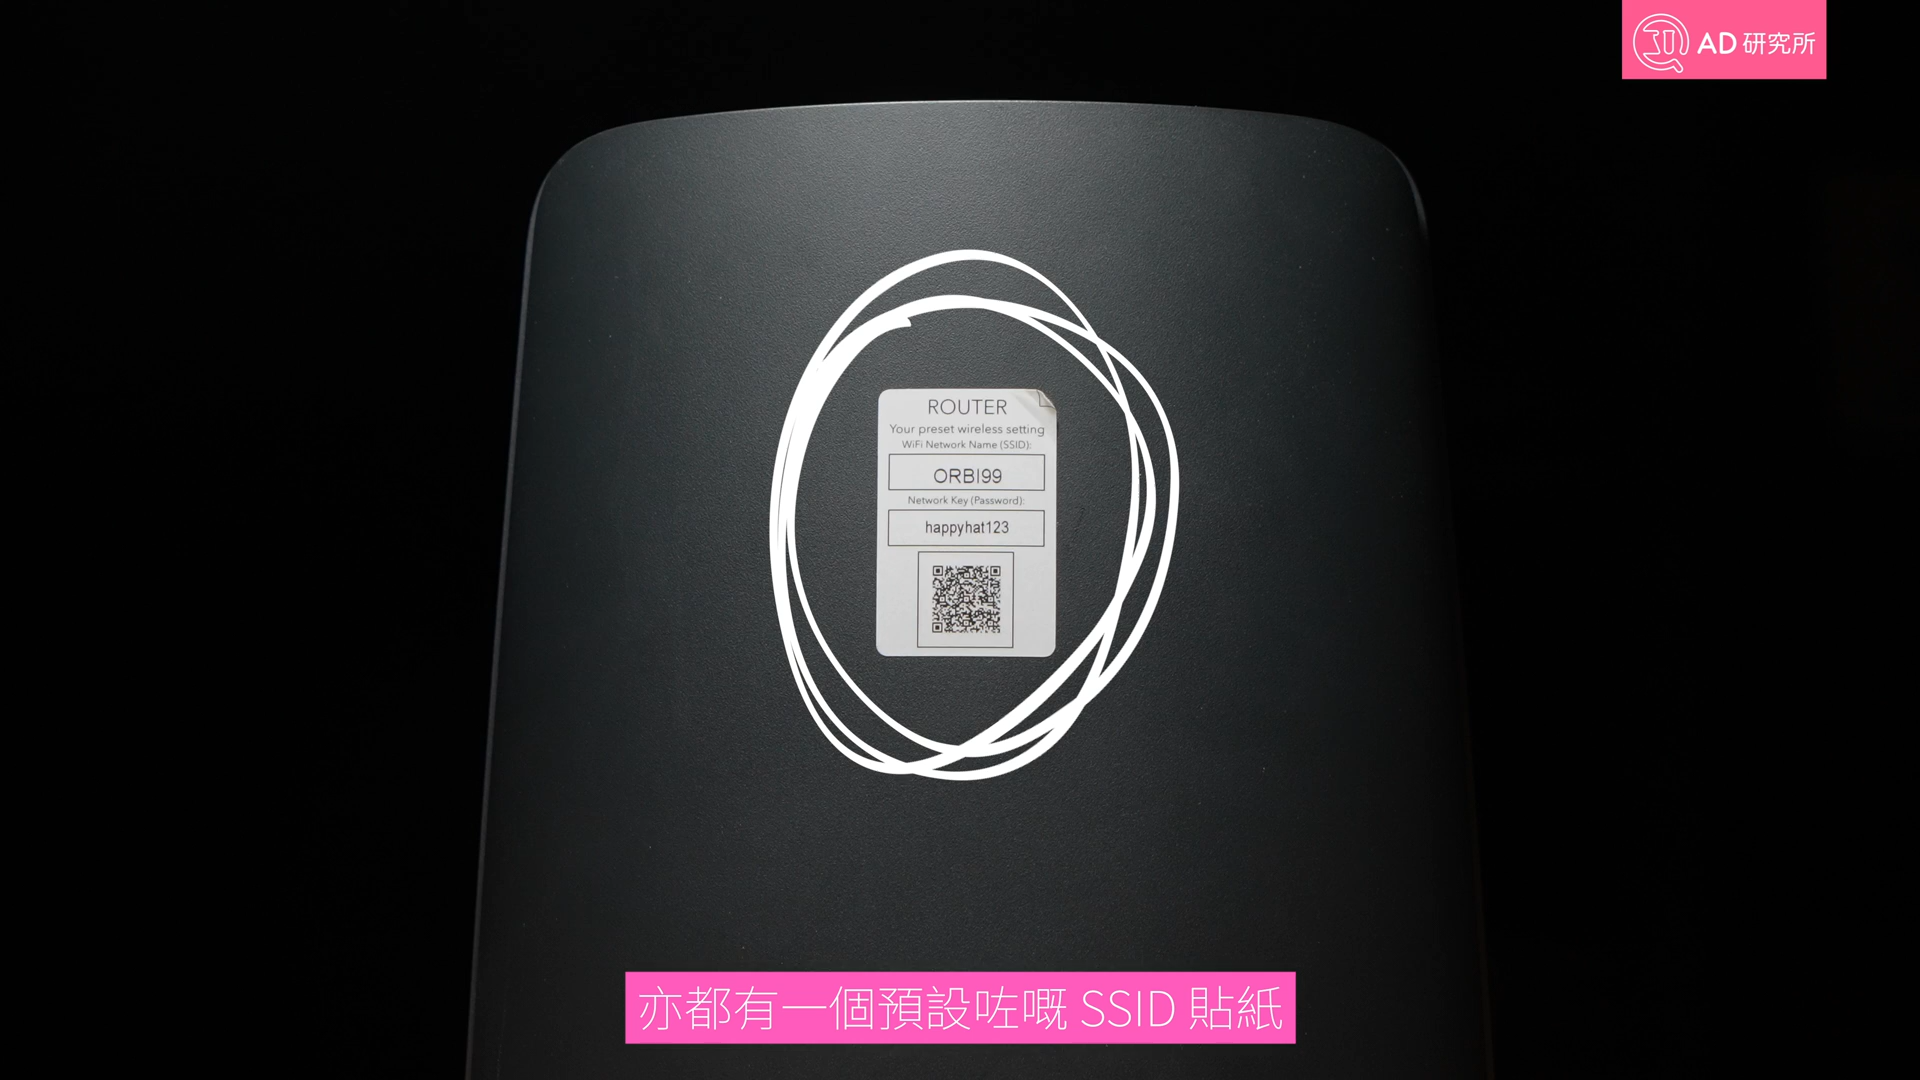 AD 研究所
ROUTER
Your preset wireless setting
WiFi Network Name (SSID):
ORBI99
Network Key (Password):
happyhat123
亦都有一個預設咗嘅 SSID 貼紙